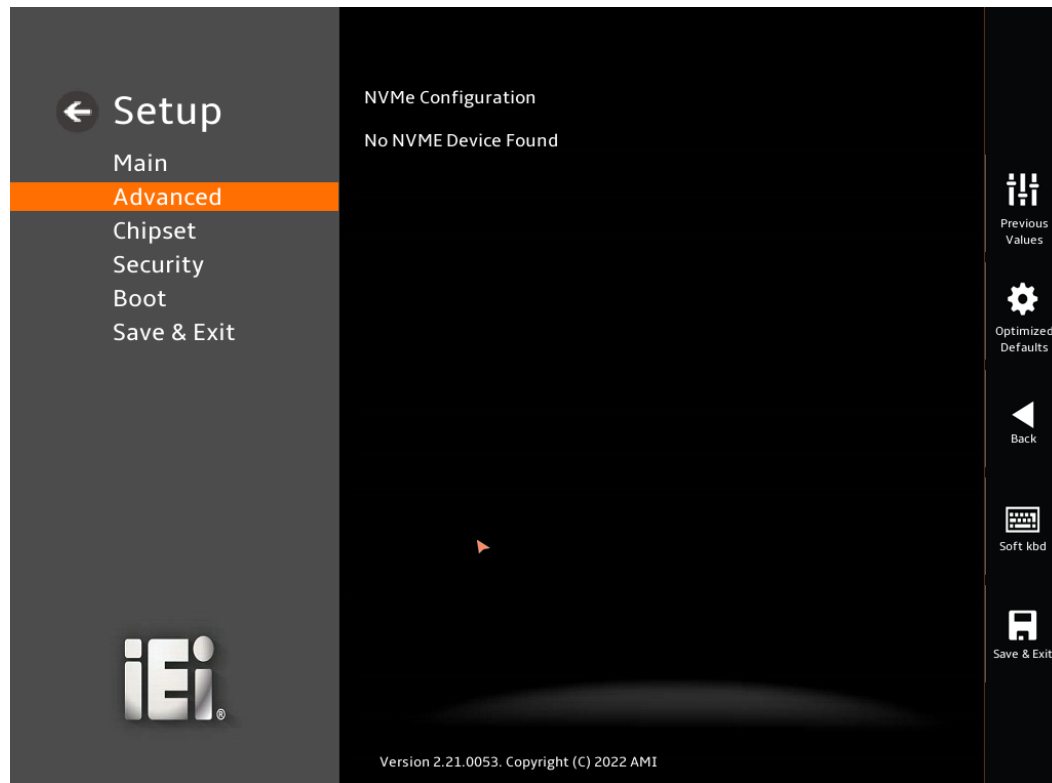 Setup
Main
Advanced
Chipset
Security
Boot
Save & Exit
iEi®
NVMe Configuration
No NVME Device Found
Version 2.21.0053. Copyright (C) 2022 AMI
Previous
Values
Optimized
Defaults
Back
Soft kbd
Save & Exit